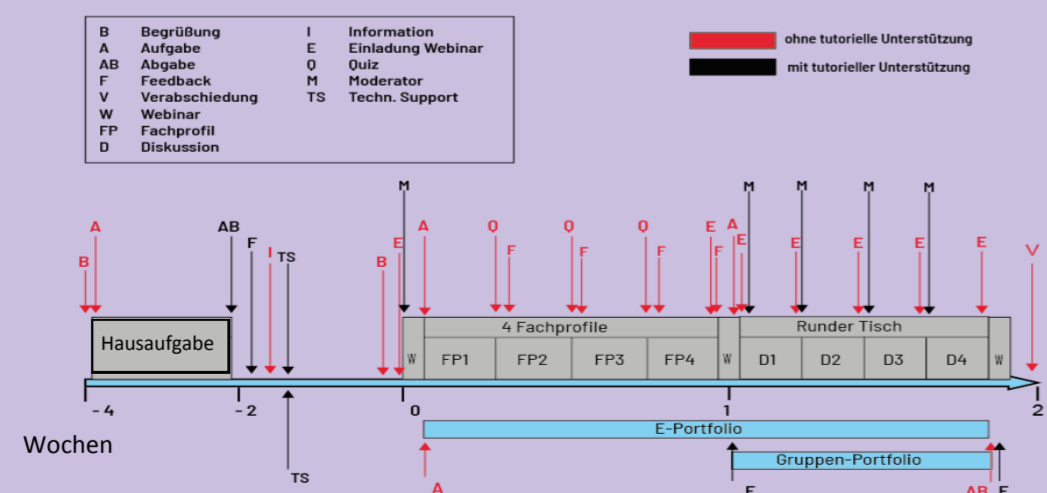 B Begrüßung I Information
A Aufgabe E Einladung Webinar
AB Abgabe Q Quiz
F Feedback M Moderator
V Verabschiedung TS Techn. Support
W Webinar
FP Fachprofil
D Diskussion
ohne tutorielle Unterstützung
mit tutorieller Unterstützung
M M M M M
A AB A Q Q Q E A
B F I TS B E F F F F E E E E E V
Hausaufgabe
4 Fachprofile Runder Tisch
W FP1 FP2 FP3 FP4 W D1 D2 D3 D4 W
-4 -2 0 1 2
Wochen
E-Portfolio
Gruppen-Portfolio
TS A AB